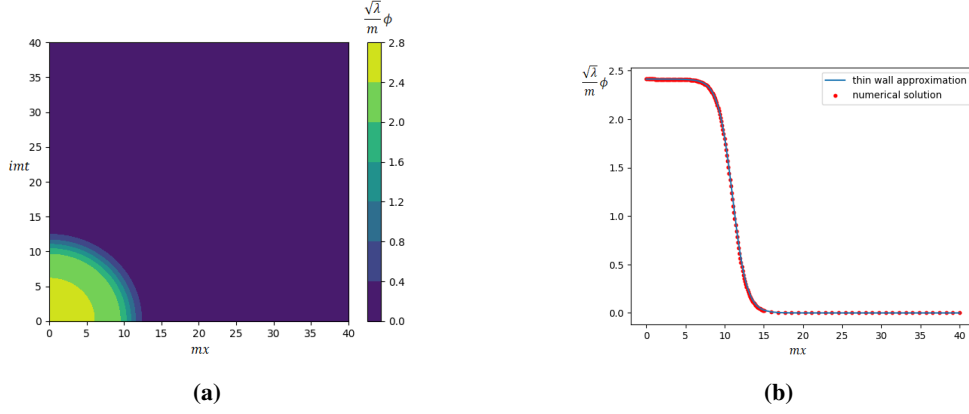 √λ/m ϕ
40
35
30
25
imt
20
15
10
5
0
0 5 10 15 20 25 30 35 40
mx
2.8
2.4
2.0
1.6
1.2
0.8
0.4
0.0
(a)
√λ/m ϕ
2.5
2.0
1.5
1.0
0.5
0.0
thin wall approximation
numerical solution
0 5 10 15 20 25 30 35 40
mx
(b)